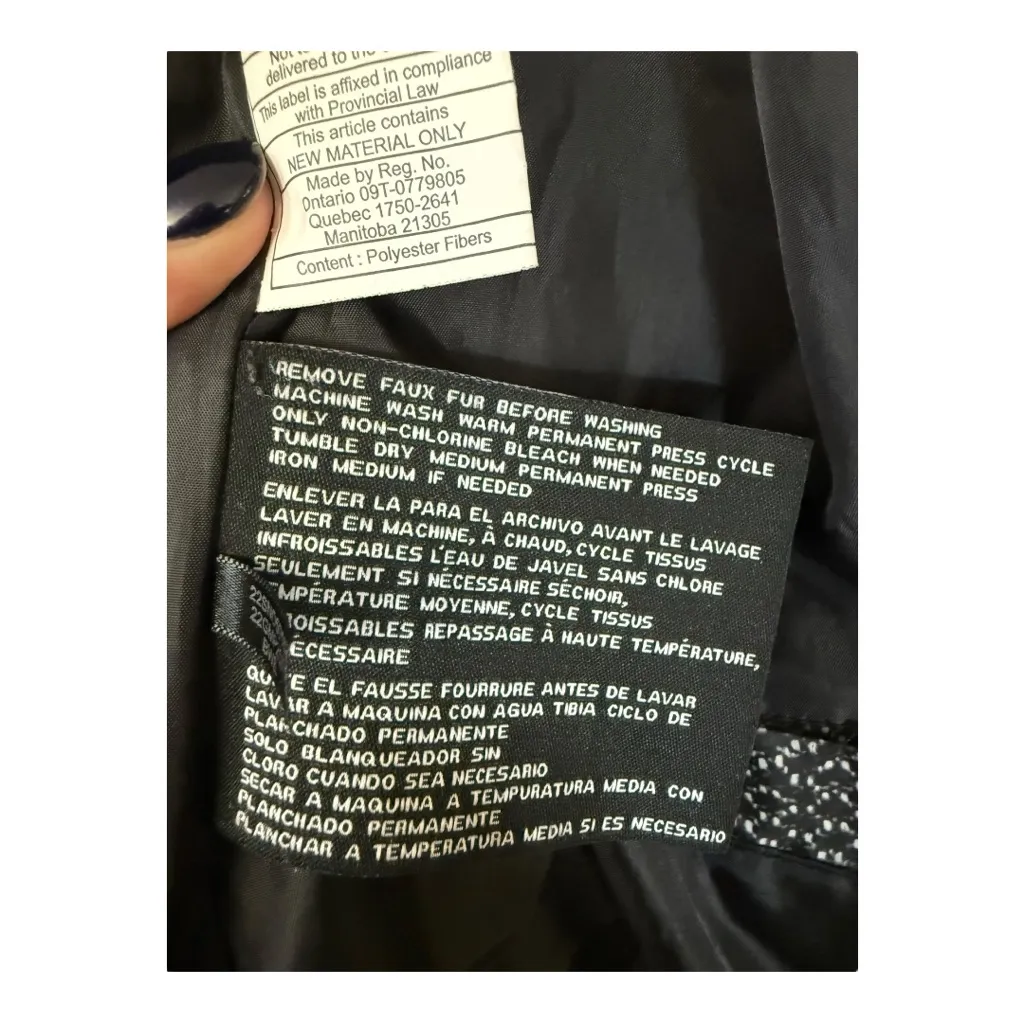 delivered to the
This label is affixed in compliance
with Provincial Law
This article contains
NEW MATERIAL ONLY
Made by Reg. No.
Ontario 09T-0779805
Quebec 1750-2641
Manitoba 21305
Content : Polyester Fibers
REMOVE FAUX FUR BEFORE WASHING
MACHINE WASH WARM PERMANENT PRESS CYCLE
ONLY NON-CHLORINE BLEACH WHEN NEEDED
TUMBLE DRY MEDIUM PERMANENT PRESS
IRON MEDIUM IF NEEDED
ENLEVER LA PARA EL ARCHIVO AVANT LE LAVAGE
LAVER EN MACHINE, À CHAUD, CYCLE TISSUS
INFROISSABLES L'EAU DE JAVEL SANS CHLORE
SEULEMENT SI NÉCESSAIRE SÉCHOIR,
TEMPÉRATURE MOYENNE, CYCLE TISSUS
ROISSABLES REPASSAGE À HAUTE TEMPÉRATURE,
ÉCESSAIRE
EL FAUSSE FOURRURE ANTES DE LAVAR
LAVAR A MAQUINA CON AGUA TIBIA CICLO DE
PLANCHADO PERMANENTE
SOLO BLANQUEADOR SIN
CLORO CUANDO SEA NECESARIO
SECAR A MAQUINA A TEMPURATURA MEDIA CON
PLANCHADO PERMANENTE
PLANCHAR A TEMPERATURA MEDIA SI ES NECESARIO